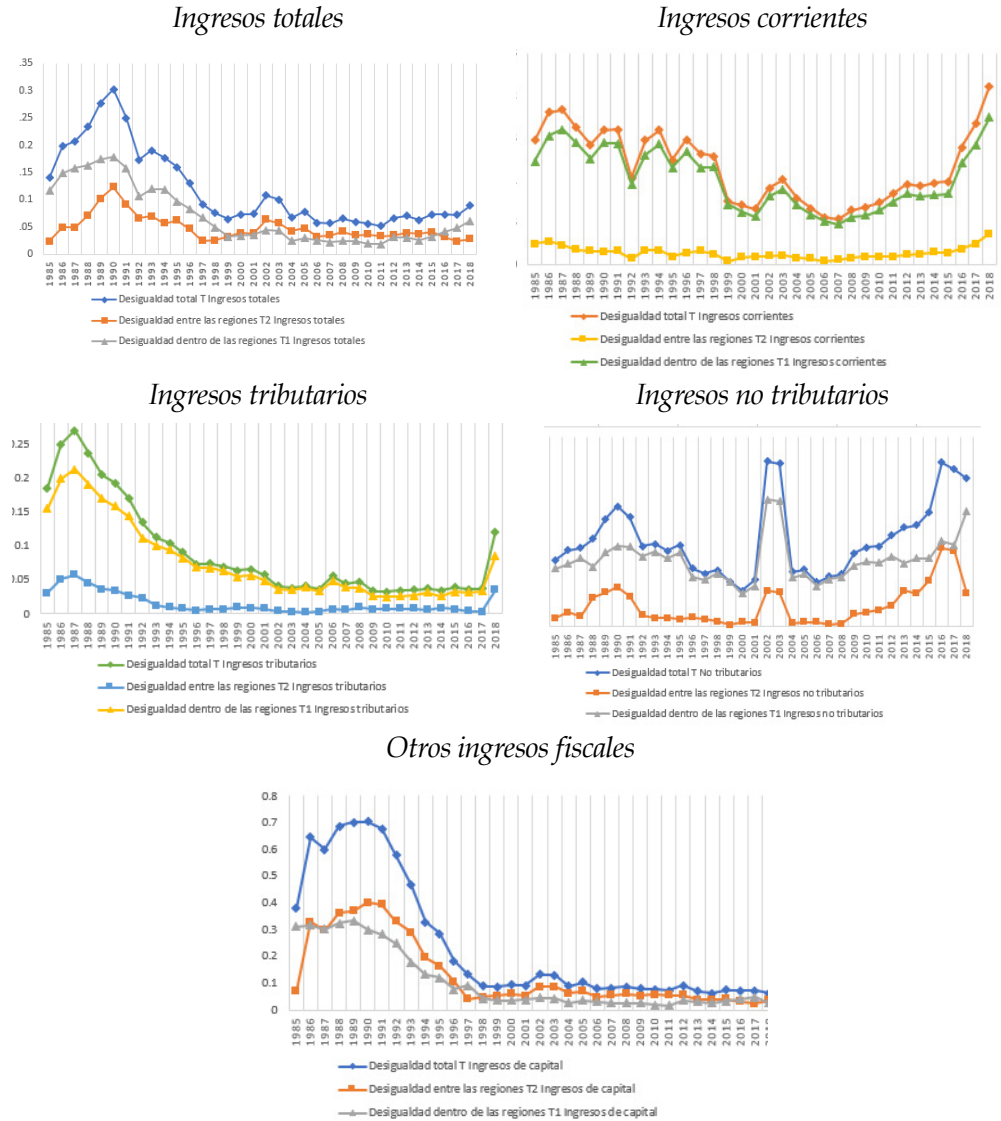 Ingresos totales
.35
0.3
0.25
0.2
0.15
0.1
.05
0
1985 1986 1987 1988 1989 1990 1991 1992 1993 1994 1995 1996 1997 1998 1999 2000 2001 2002 2003 2004 2005 2006 2007 2008 2009 2010 2011 2012 2013 2014 2015 2016 2017 2018
Desigualdad total T Ingresos totales
Desigualdad entre las regiones T2 Ingresos totales
Desigualdad dentro de las regiones T1 Ingresos totales
Ingresos corrientes
1985 1986 1987 1988 1989 1990 1991 1992 1993 1994 1995 1996 1997 1998 1999 2000 2001 2002 2003 2004 2005 2006 2007 2008 2009 2010 2011 2012 2013 2014 2015 2016 2017 2018
Desigualdad total T Ingresos corrientes
Desigualdad entre las regiones T2 Ingresos corrientes
Desigualdad dentro de las regiones T1 Ingresos corrientes
Ingresos tributarios
0.25
0.2
0.15
0.1
0.05
0
1985 1986 1987 1988 1989 1990 1991 1992 1993 1994 1995 1996 1997 1998 1999 2000 2001 2002 2003 2004 2005 2006 2007 2008 2009 2010 2011 2012 2013 2014 2015 2016 2017 2018
Desigualdad total T Ingresos tributarios
Desigualdad entre las regiones T2 Ingresos tributarios
Desigualdad dentro de las regiones T1 Ingresos tributarios
Ingresos no tributarios
1985 1986 1987 1988 1989 1990 1991 1992 1993 1994 1995 1996 1997 1998 1999 2000 2001 2002 2003 2004 2005 2006 2007 2008 2009 2010 2011 2012 2013 2014 2015 2016 2017 2018
Desigualdad total T No tributarios
Desigualdad entre las regiones T2 Ingresos no tributarios
Desigualdad dentro de las regiones T1 Ingresos no tributarios
Otros ingresos fiscales
0.8
0.7
0.6
0.5
0.4
0.3
0.2
0.1
0
1985 1986 1987 1988 1989 1990 1991 1992 1993 1994 1995 1996 1997 1998 1999 2000 2001 2002 2003 2004 2005 2006 2007 2008 2009 2010 2011 2012 2013 2014 2015 2016 2017
Desigualdad total T Ingresos de capital
Desigualdad entre las regiones T2 Ingresos de capital
Desigualdad dentro de las regiones T1 Ingresos de capital